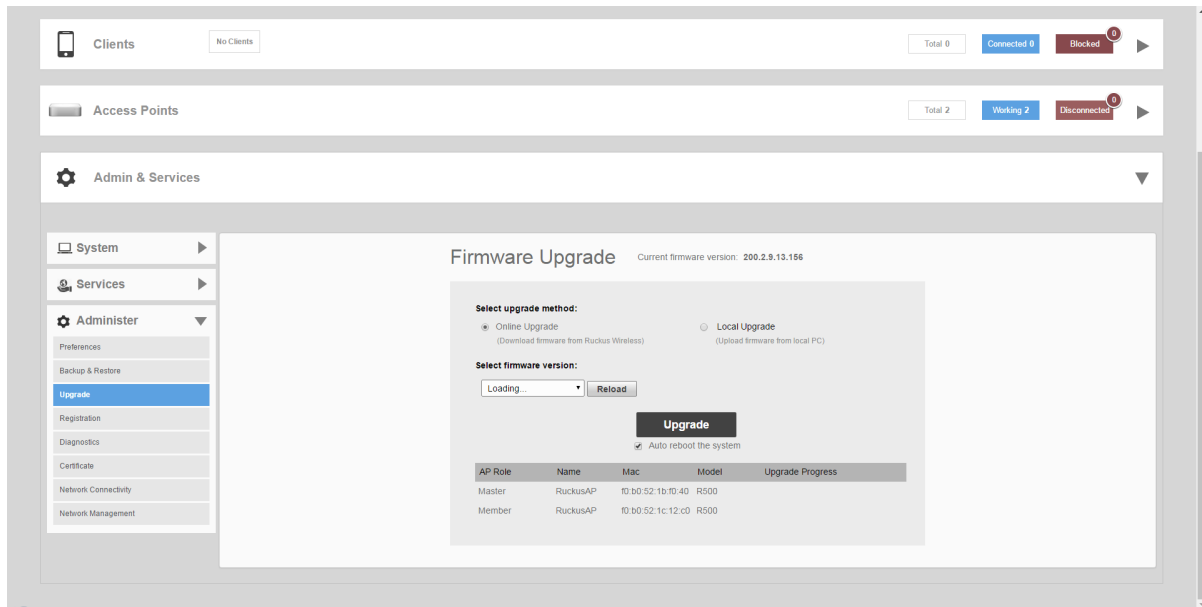 Clients No Clients Total 0 Connected 0 Blocked 0
Access Points Total 2 Working 2 Disconnected 0
Admin & Services
System
Services
Administer
Preferences
Backup & Restore
Upgrade
Registration
Diagnostics
Certificate
Network Connectivity
Network Management
Firmware Upgrade Current firmware version: 200.2.9.13.156
Select upgrade method:
Online Upgrade Local Upgrade
(Download firmware from Ruckus Wireless) (Upload firmware from local PC)
Select firmware version:
Loading... Reload
Upgrade
Auto reboot the system
AP Role Name Mac Model Upgrade Progress
Master RuckusAP f0:b0:52:1b:f0:40 R500
Member RuckusAP f0:b0:52:1c:12:c0 R500